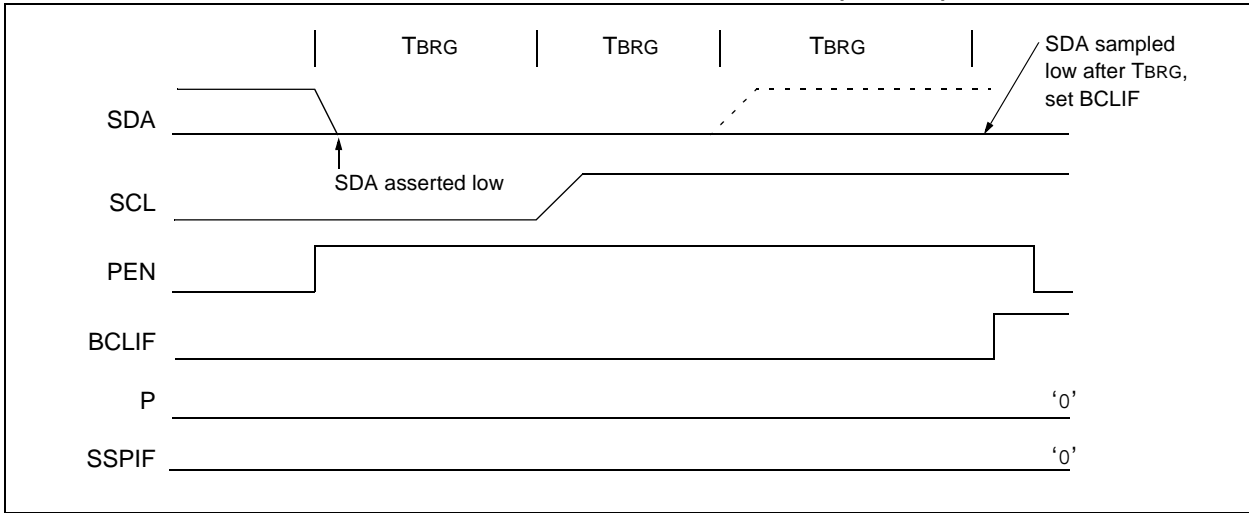 TBRG TBRG TBRG
SDA sampled
low after TBRG,
set BCLIF
SDA
SDA asserted low
SCL
PEN
BCLIF
P
‘0’
SSPIF
‘0’